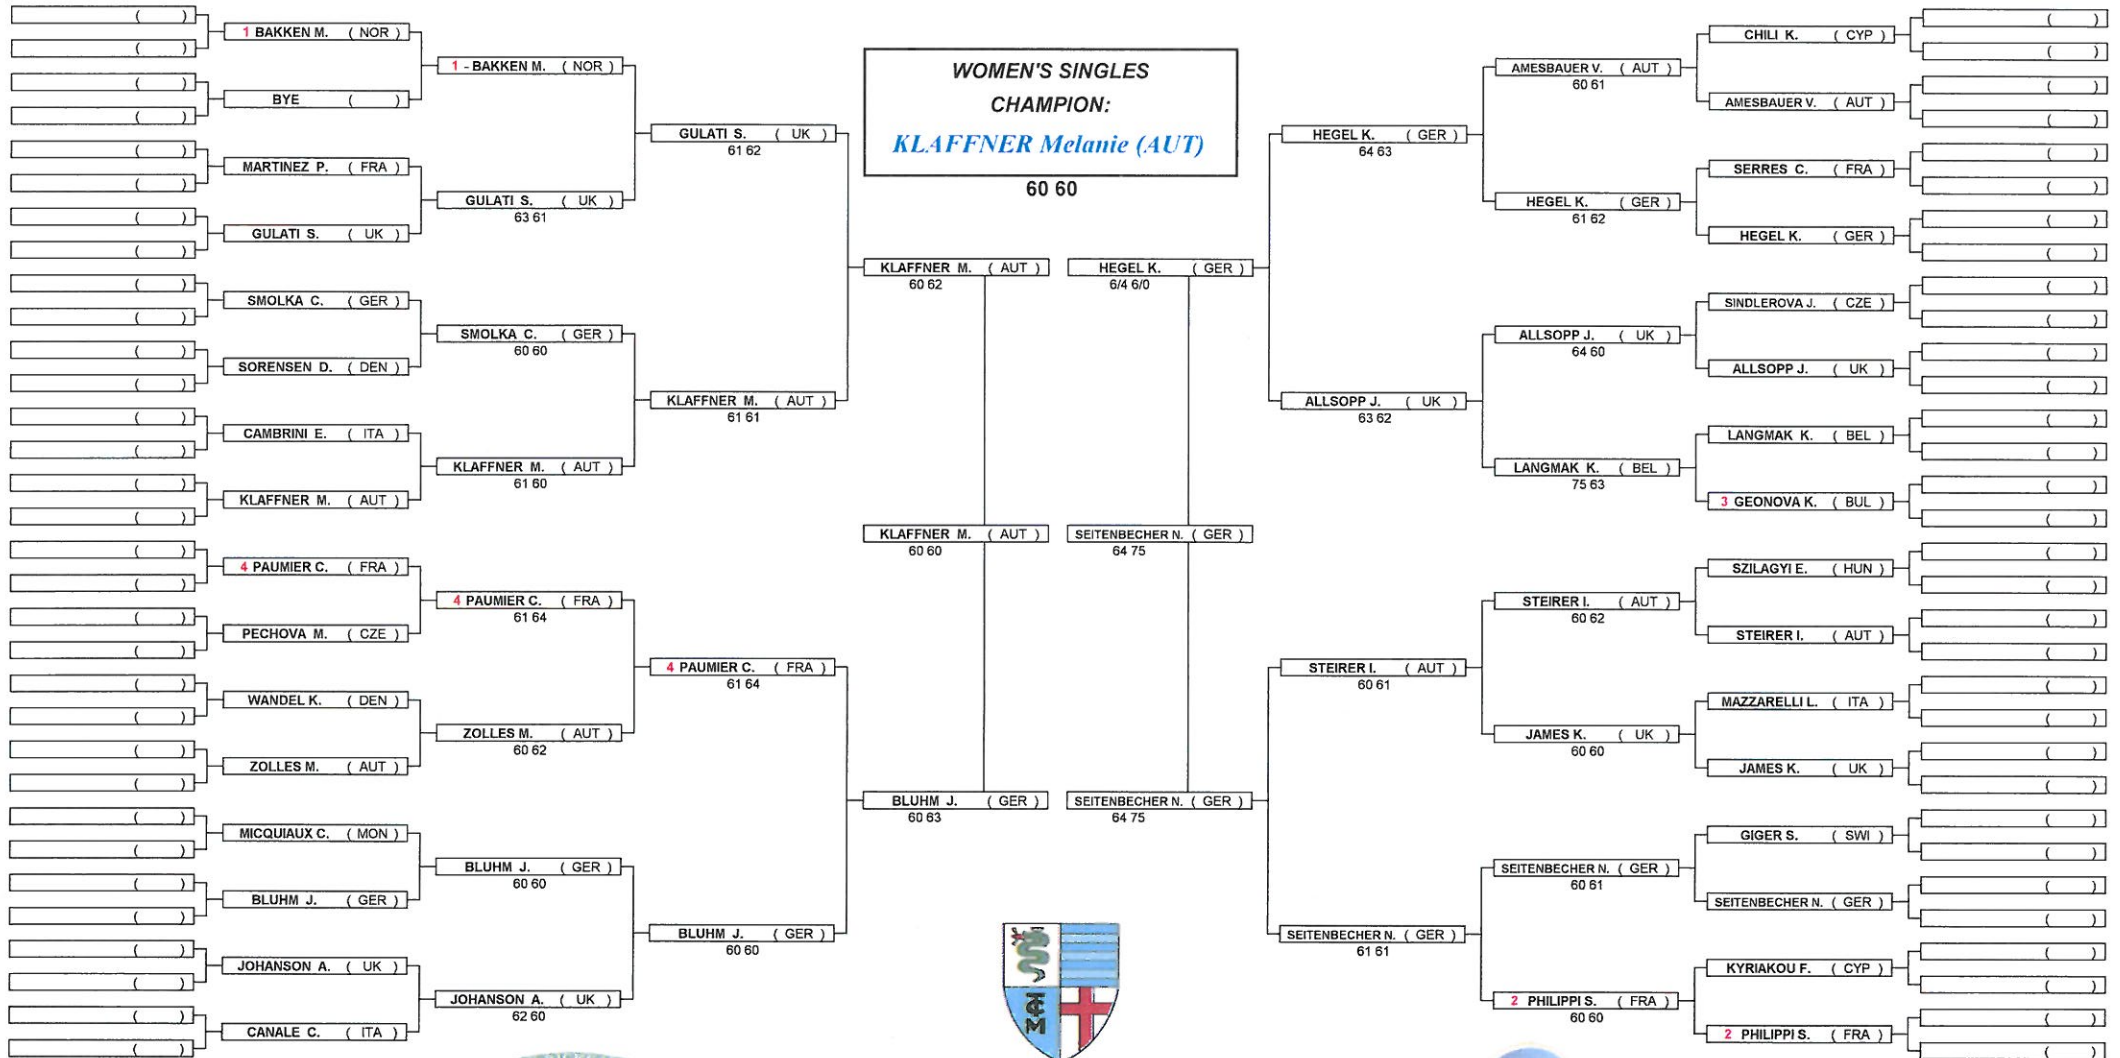 1 BAKKEN M. ( NOR )
BYE ( )
MARTINEZ P. ( FRA )
GULATI S. ( UK )
SMOLKA C. ( GER )
SORENSEN D. ( DEN )
CAMBRINI E. ( ITA )
KLAFFNER M. ( AUT )
4 PAUMIER C. ( FRA )
PECHOVA M. ( CZE )
WANDEL K. ( DEN )
ZOLLES M. ( AUT )
MICQUIAUX C. ( MON )
BLUHM J. ( GER )
JOHANSON A. ( UK )
CANALE C. ( ITA )
1 - BAKKEN M. ( NOR )
GULATI S. ( UK )
63 61
SMOLKA C. ( GER )
60 60
KLAFFNER M. ( AUT )
61 60
4 PAUMIER C. ( FRA )
61 64
ZOLLES M. ( AUT )
60 62
BLUHM J. ( GER )
60 60
JOHANSON A. ( UK )
62 60
GULATI S. ( UK )
61 62
KLAFFNER M. ( AUT )
61 61
4 PAUMIER C. ( FRA )
61 64
BLUHM J. ( GER )
60 60
WOMEN'S SINGLES
CHAMPION:
KLAFFNER Melanie (AUT)
60 60
KLAFFNER M. ( AUT )
60 62
KLAFFNER M. ( AUT )
60 60
BLUHM J. ( GER )
60 63
HEGEL K. ( GER )
6/4 6/0
SEITENBECHER N. ( GER )
64 75
SEITENBECHER N. ( GER )
64 75
HEGEL K. ( GER )
64 63
ALLSOPP J. ( UK )
63 62
STEIRER I. ( AUT )
60 61
SEITENBECHER N. ( GER )
61 61
AMESBAUER V. ( AUT )
60 61
HEGEL K. ( GER )
61 62
ALLSOPP J. ( UK )
64 60
LANGMAK K. ( BEL )
75 63
STEIRER I. ( AUT )
60 62
JAMES K. ( UK )
60 60
SEITENBECHER N. ( GER )
60 61
2 PHILIPPI S. ( FRA )
60 60
CHILI K. ( CYP )
AMESBAUER V. ( AUT )
SERRES C. ( FRA )
HEGEL K. ( GER )
SINDLEROVA J. ( CZE )
ALLSOPP J. ( UK )
LANGMAK K. ( BEL )
3 GEONOVA K. ( BUL )
SZILAGYI E. ( HUN )
STEIRER I. ( AUT )
MAZZARELLI L. ( ITA )
JAMES K. ( UK )
GIGER S. ( SWI )
SEITENBECHER N. ( GER )
KYRIAKOU F. ( CYP )
2 PHILIPPI S. ( FRA )